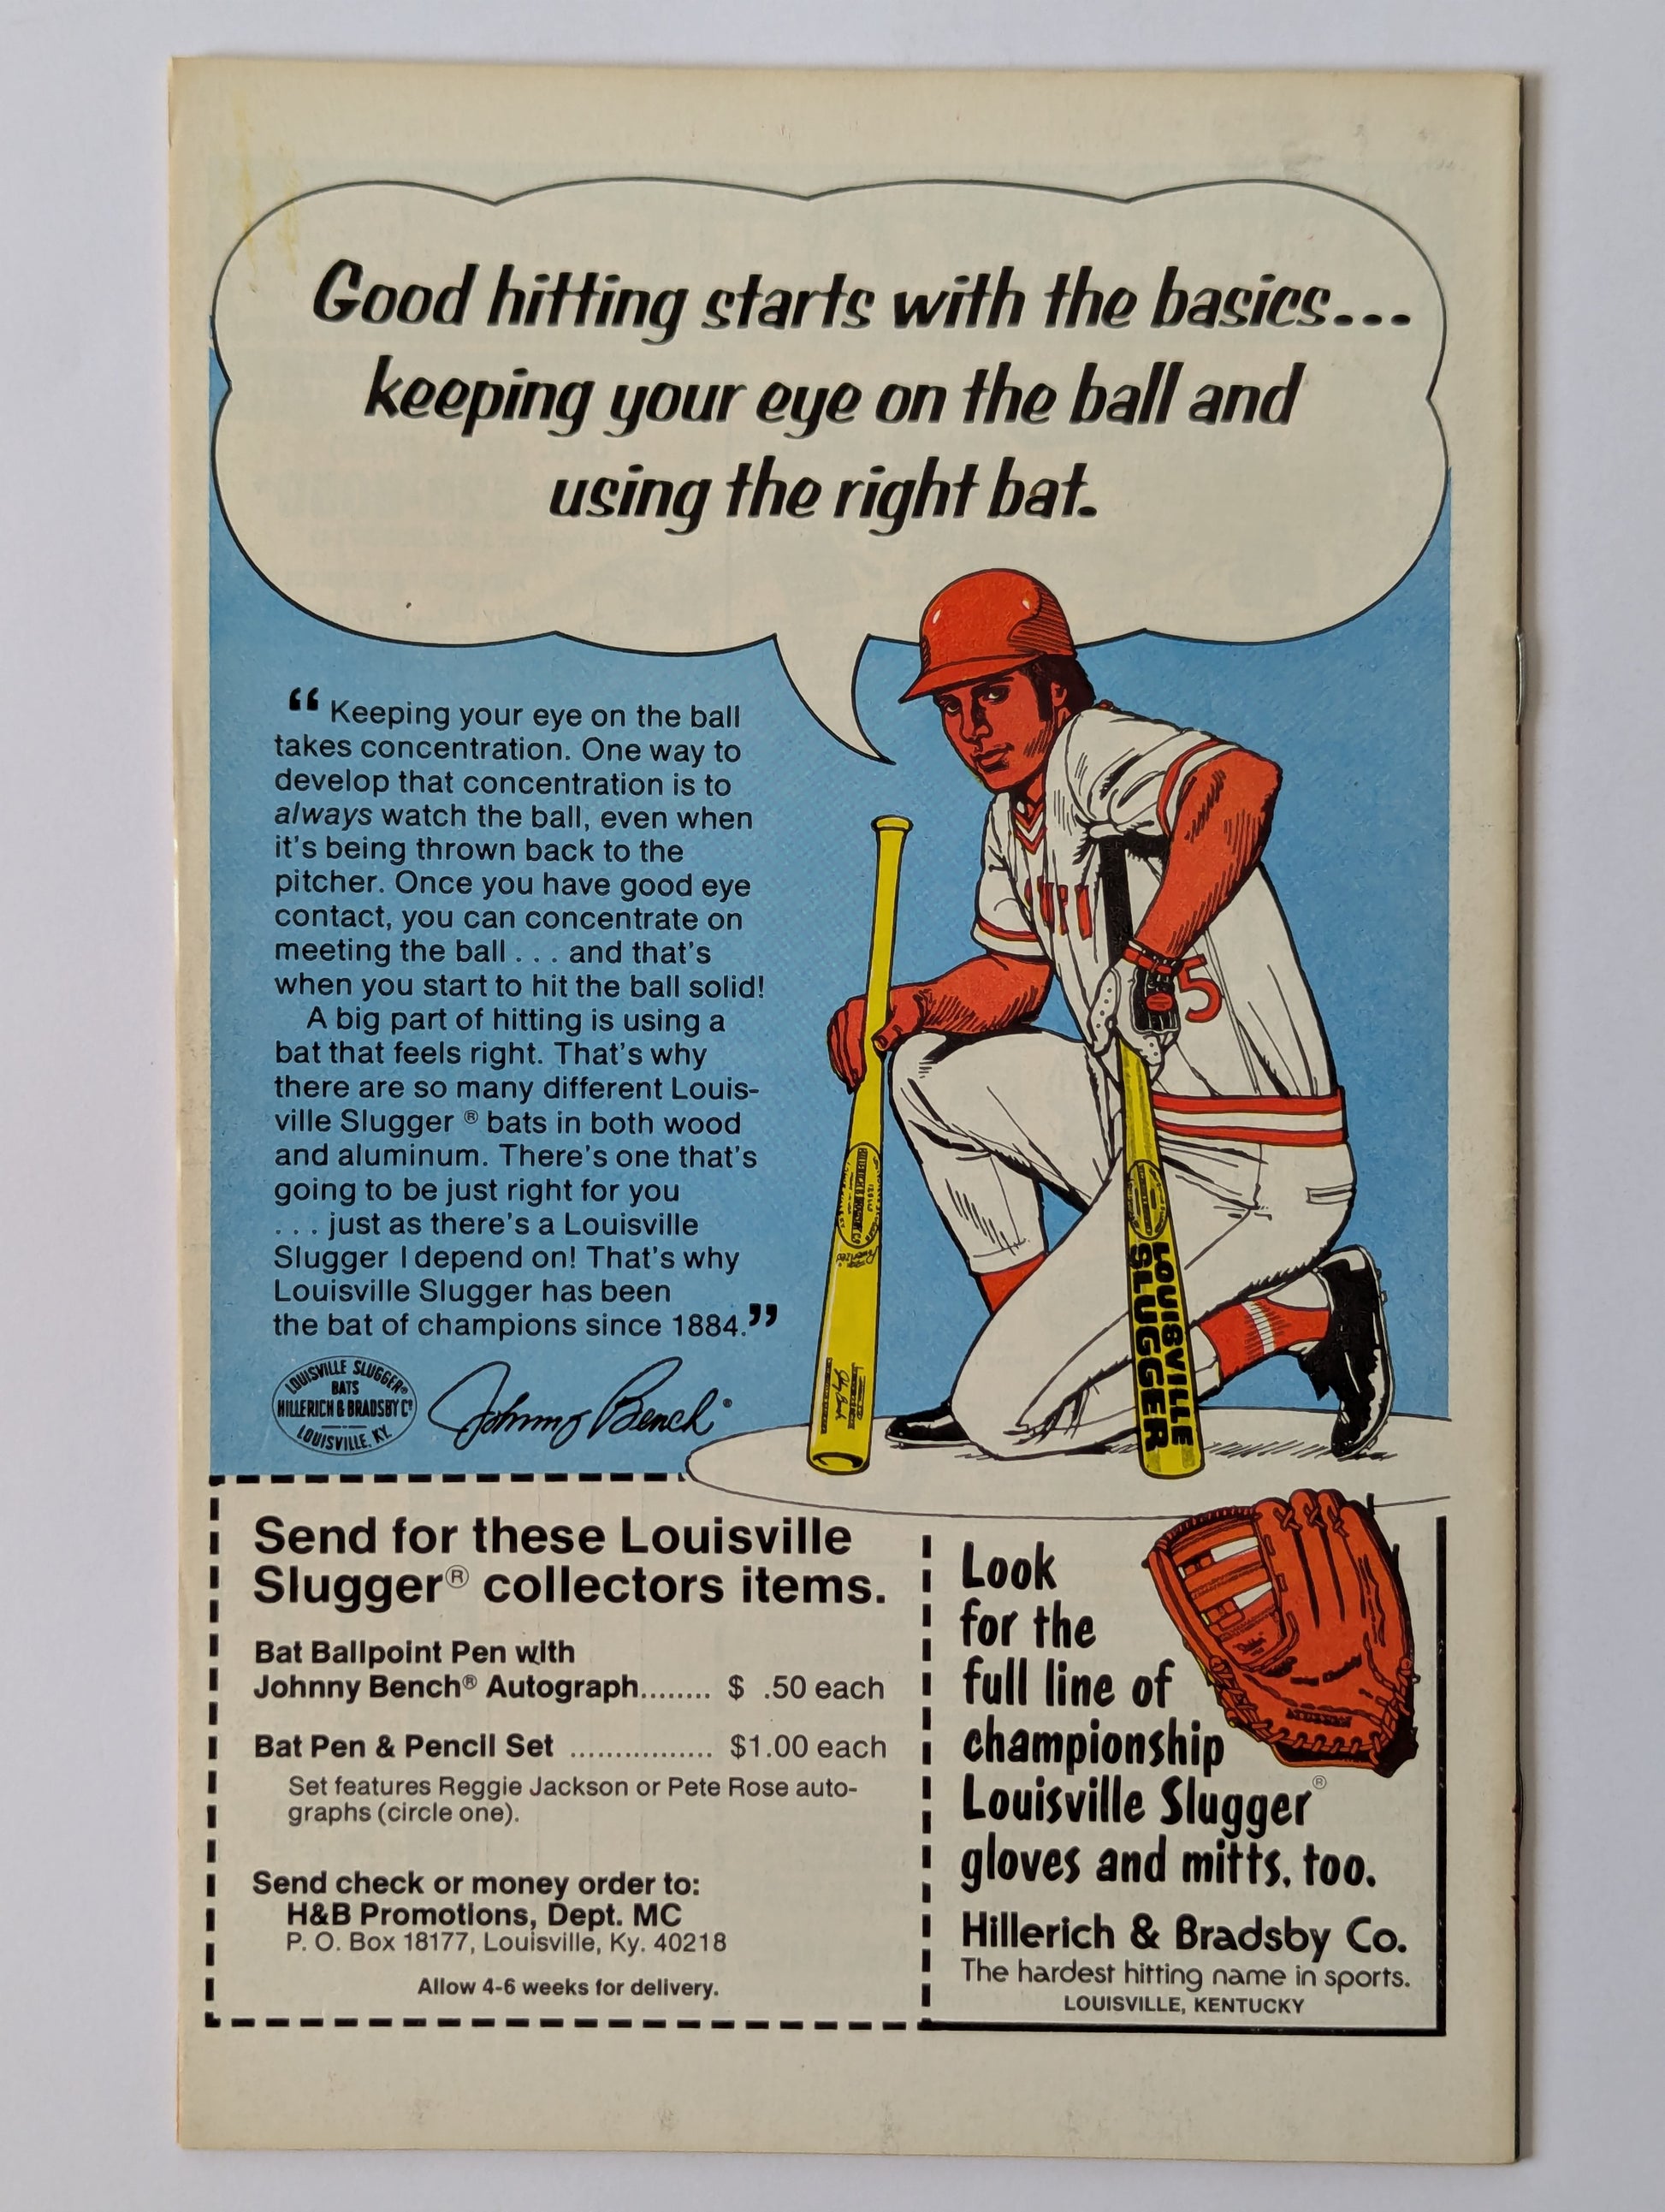 Good hitting starts with the basics...
keeping your eye on the ball and
using the right bat.
“ Keeping your eye on the ball
takes concentration. One way to
develop that concentration is to
always watch the ball, even when
it's being thrown back to the
pitcher. Once you have good eye
contact, you can concentrate on
meeting the ball . . . and that's
when you start to hit the ball solid!
A big part of hitting is using a
bat that feels right. That's why
there are so many different Louis-
ville Slugger ® bats in both wood
and aluminum. There's one that's
going to be just right for you
. . . just as there's a Louisville
Slugger I depend on! That's why
Louisville Slugger has been
the bat of champions since 1884.”
LOUISVILLE SLUGGER®
BATS
HILLERICH & BRADSBY Cº
LOUISVILLE, KY.
Johnny Bench®
5
LOUISVILLE
SLUGGER
Send for these Louisville
Slugger® collectors items.
Bat Ballpoint Pen with
Johnny Bench® Autograph........ $ .50 each
Bat Pen & Pencil Set ................ $1.00 each
Set features Reggie Jackson or Pete Rose auto-
graphs (circle one).
Send check or money order to:
H&B Promotions, Dept. MC
P. O. Box 18177, Louisville, Ky. 40218
Allow 4-6 weeks for delivery.
Look
for the
full line of
championship
Louisville Slugger®
gloves and mitts, too.
Hillerich & Bradsby Co.
The hardest hitting name in sports.
LOUISVILLE, KENTUCKY